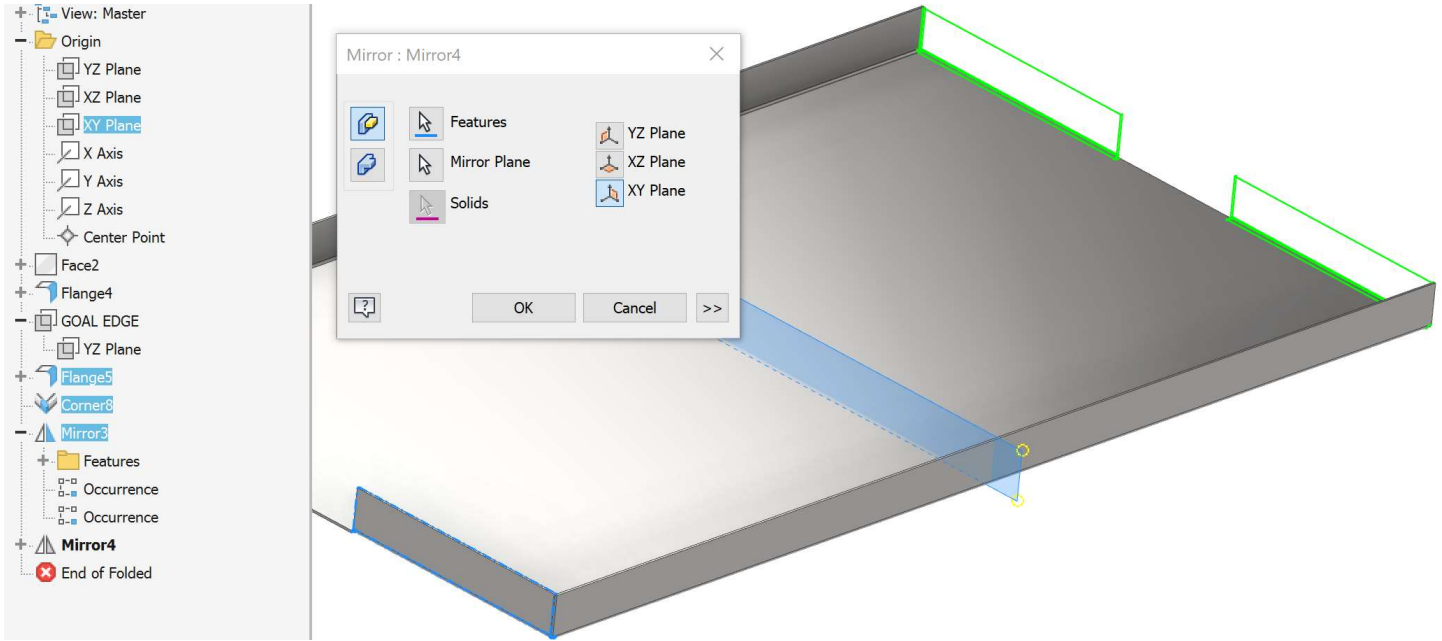 View: Master
Origin
YZ Plane
XZ Plane
XY Plane
X Axis
Y Axis
Z Axis
Center Point
Face2
Flange4
GOAL EDGE
YZ Plane
Flange5
Corner8
Mirror3
Features
Occurrence
Occurrence
Mirror4
End of Folded
Mirror : Mirror4
Features
Mirror Plane
Solids
YZ Plane
XZ Plane
XY Plane
?
OK
Cancel
>>